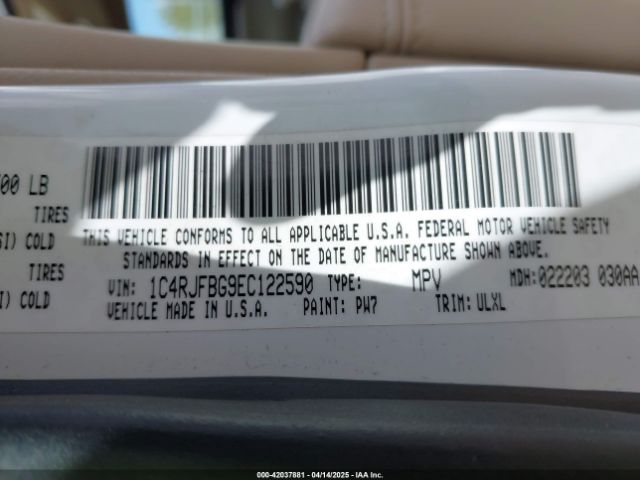 700 LB
TIRES
SI) COLD
TIRES
I) COLD
THIS VEHICLE CONFORMS TO ALL APPLICABLE U.S.A. FEDERAL MOTOR VEHICLE SAFETY
STANDARDS IN EFFECT ON THE DATE OF MANUFACTURE SHOWN ABOVE.
VIN: 1C4RJFBG9EC122590 TYPE: MPV MDH: 022203 030AA
VEHICLE MADE IN U.S.A. PAINT: PW7 TRIM: ULXL
000-42037881 - 04/14/2025 - IAA Inc.